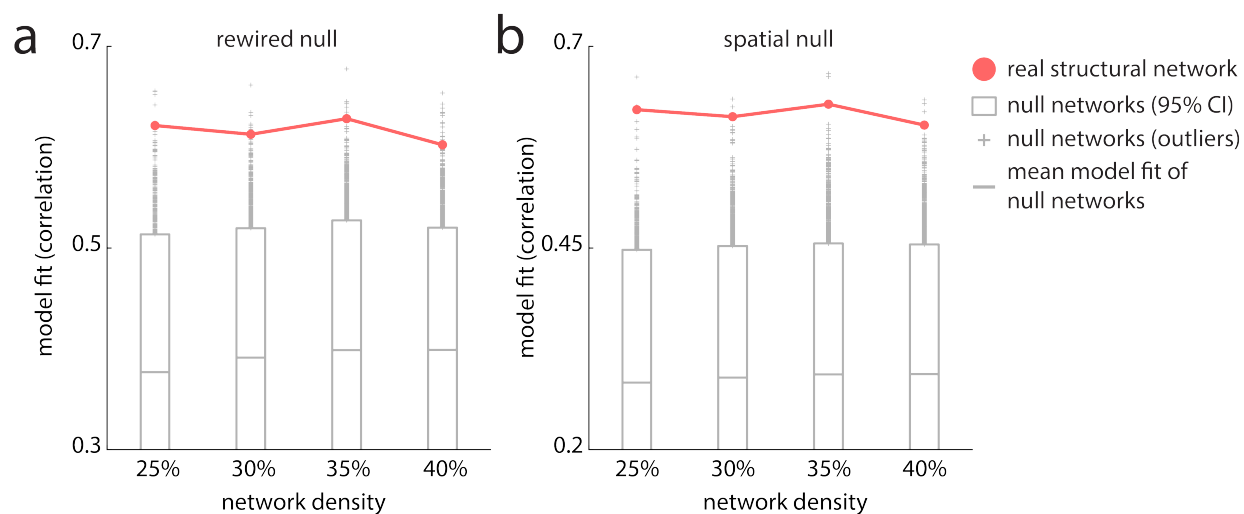 a
rewired null
0.7
0.5
0.3
model fit (correlation)
25% 30% 35% 40%
network density
b
spatial null
0.7
0.45
0.2
model fit (correlation)
25% 30% 35% 40%
network density
real structural network
null networks (95% CI)
null networks (outliers)
mean model fit of
null networks